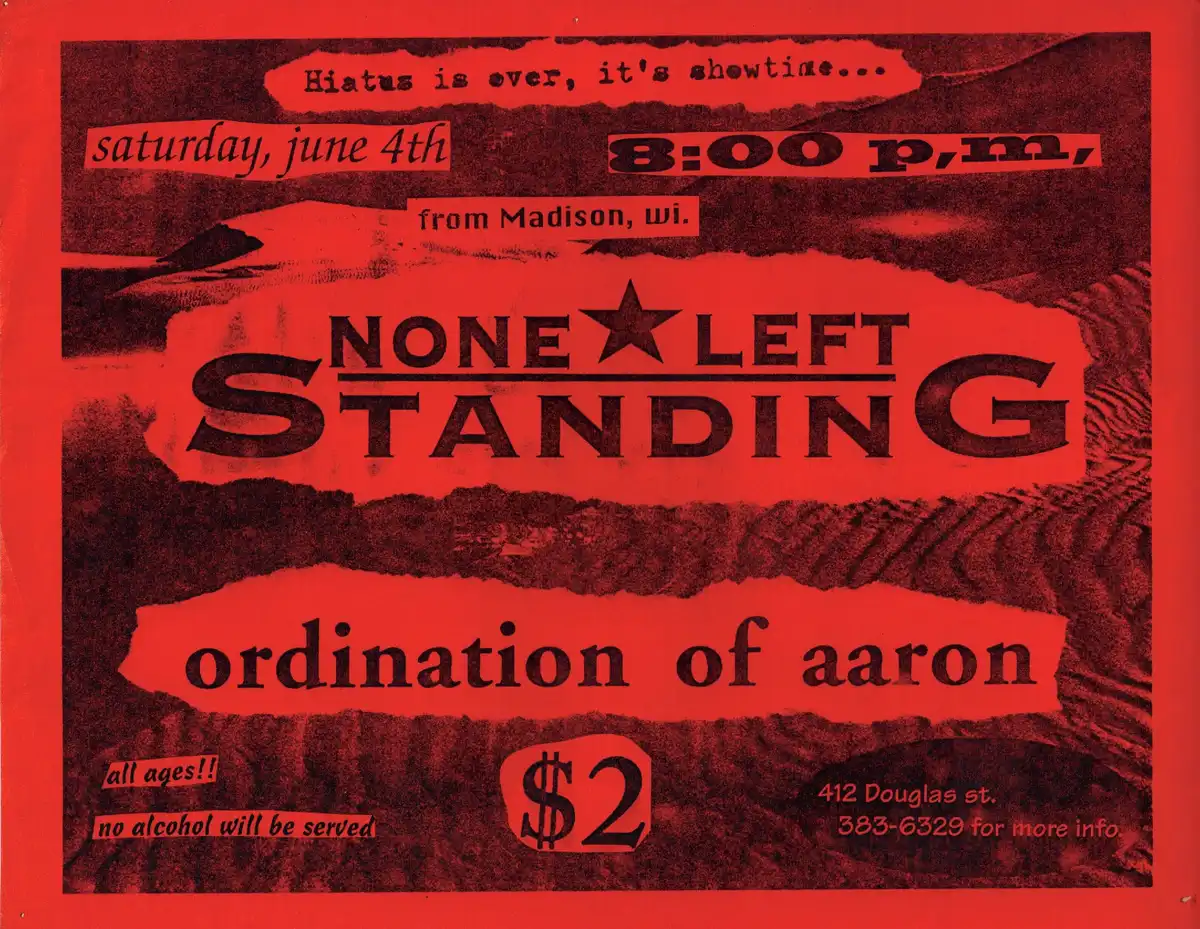 Hiatus is over, it's showtime...
saturday, june 4th
8:00 p,m,
from Madison, wi.
NONE★LEFT
STANDING
ordination of aaron
all ages!!
no alcohol will be served
$2
412 Douglas st.
383-6329 for more info.